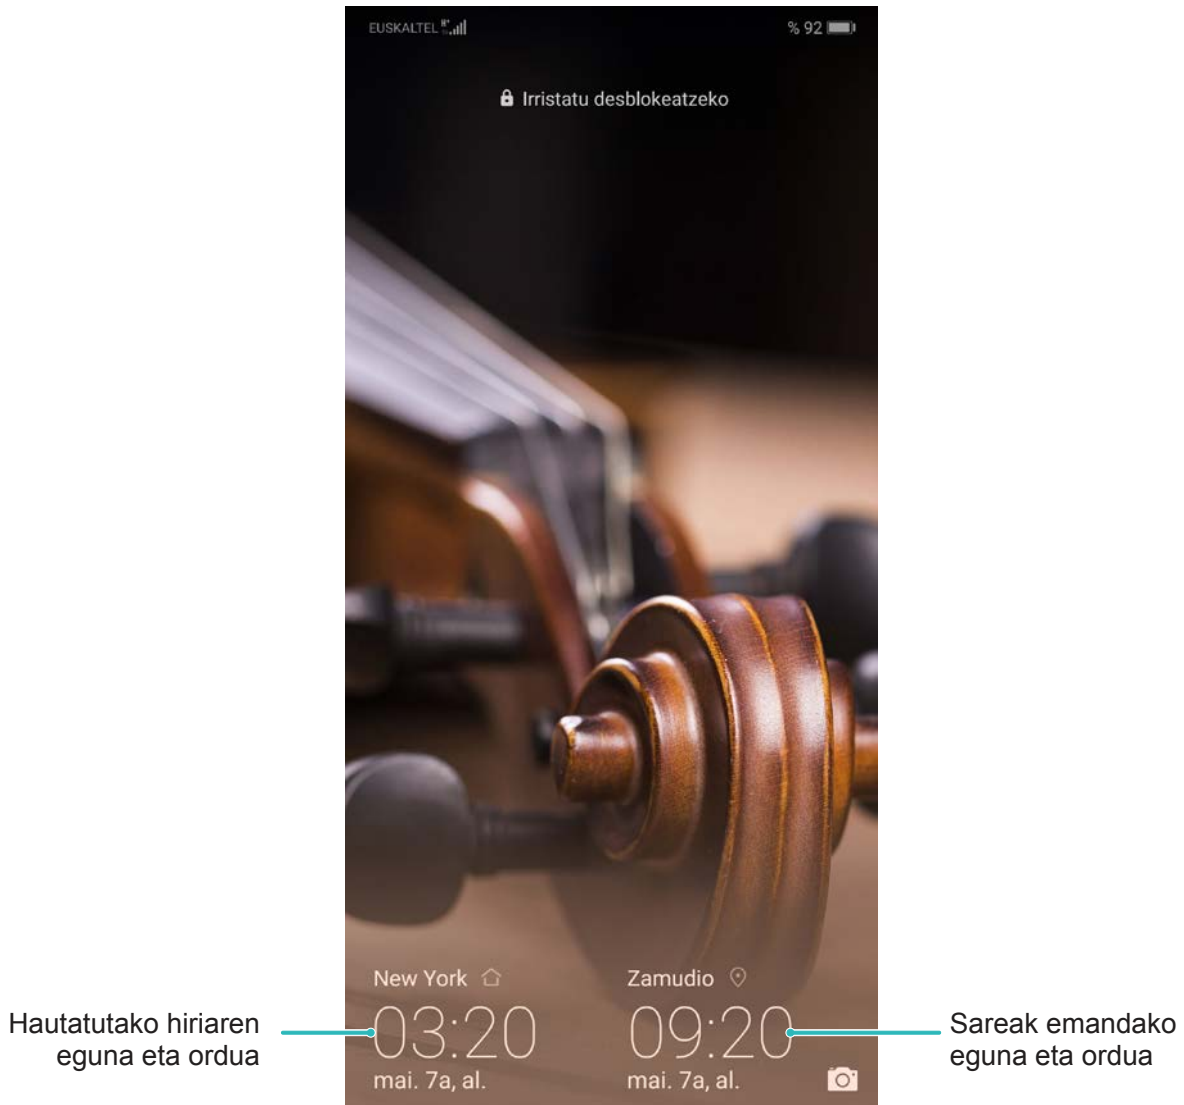 EUSKALTEL
% 92
Irristatu desblokeatzeko
New York
Zamudio
03:20
09:20
mai. 7a, al.
mai. 7a, al.
Hautatutako hiriaren
eguna eta ordua
Sareak emandako
eguna eta ordua